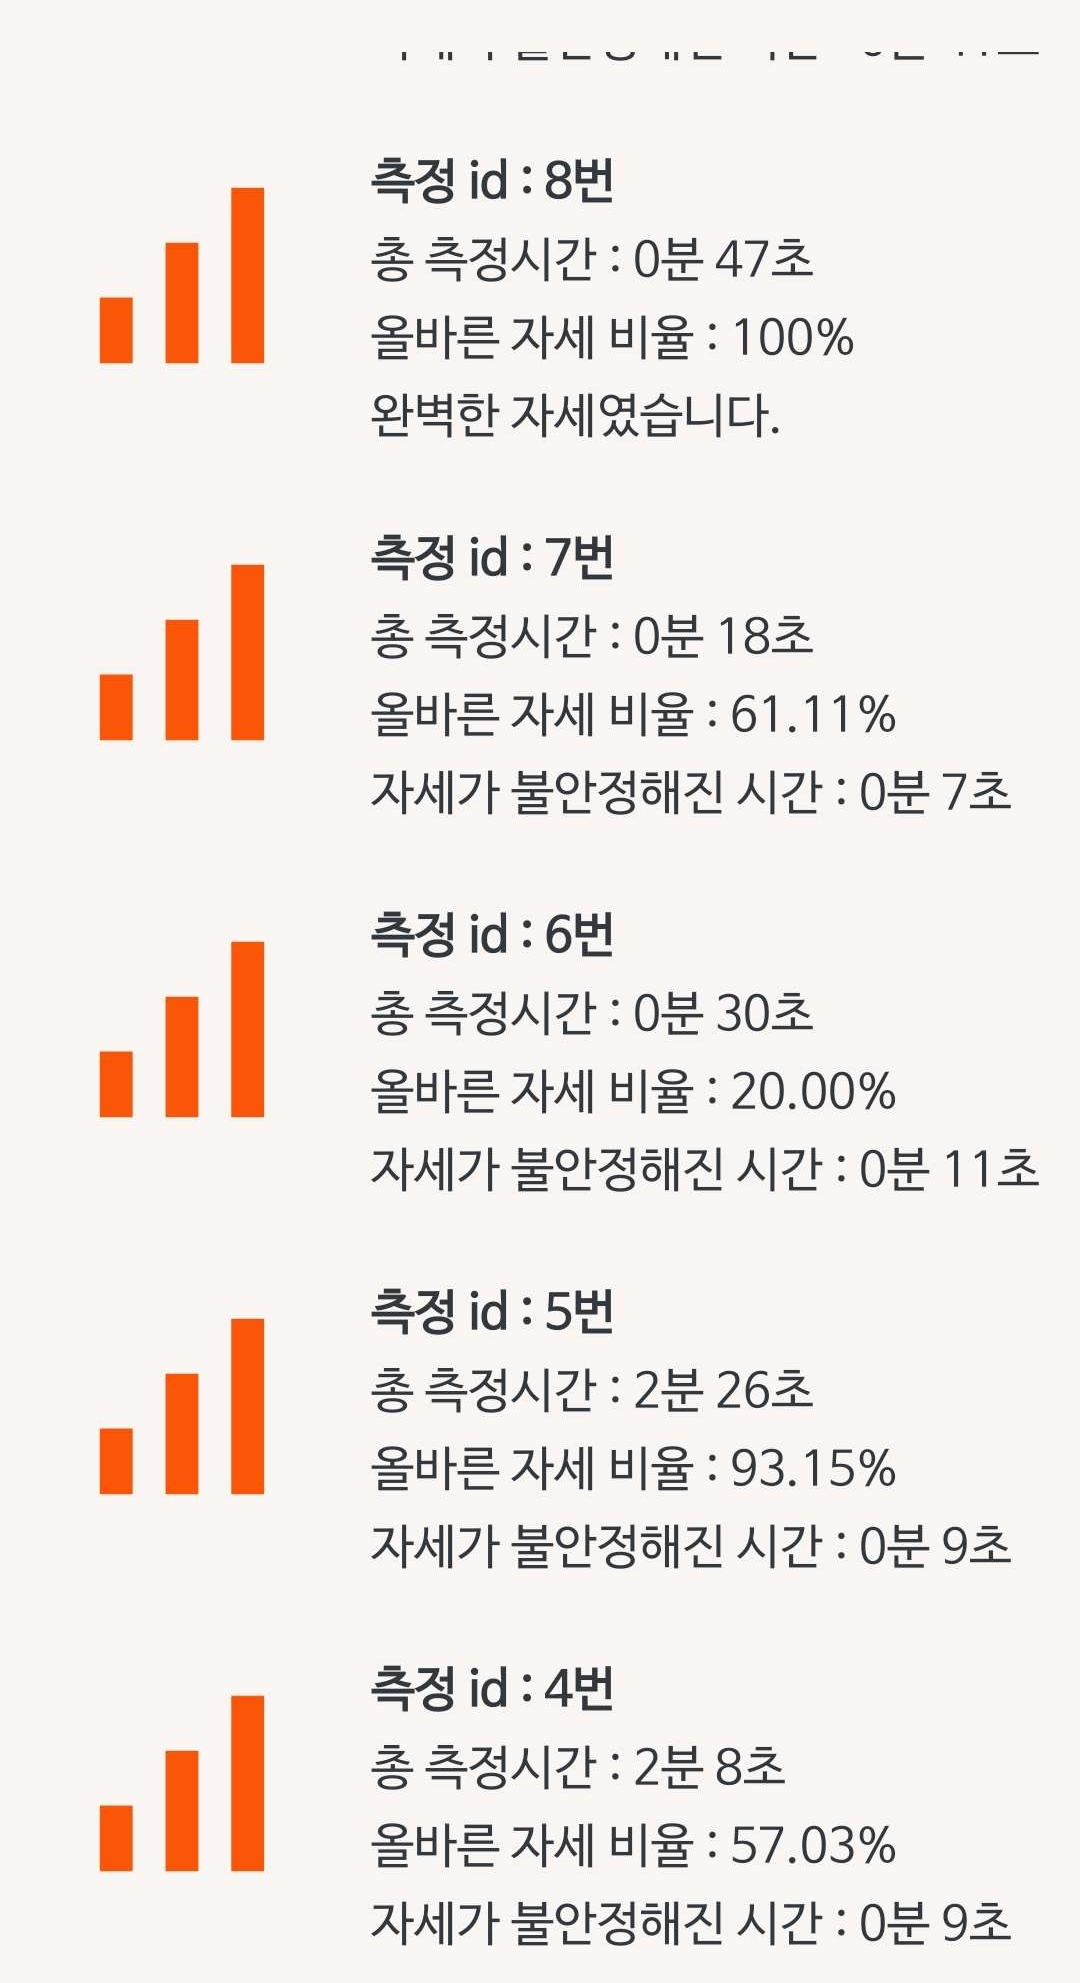 측정 id : 8번
총 측정시간 : 0분 47초
올바른 자세 비율 : 100%
완벽한 자세였습니다.
측정 id : 7번
총 측정시간 : 0분 18초
올바른 자세 비율 : 61.11%
자세가 불안정해진 시간 : 0분 7초
측정 id : 6번
총 측정시간 : 0분 30초
올바른 자세 비율 : 20.00%
자세가 불안정해진 시간 : 0분 11초
측정 id : 5번
총 측정시간 : 2분 26초
올바른 자세 비율 : 93.15%
자세가 불안정해진 시간 : 0분 9초
측정 id : 4번
총 측정시간 : 2분 8초
올바른 자세 비율 : 57.03%
자세가 불안정해진 시간 : 0분 9초